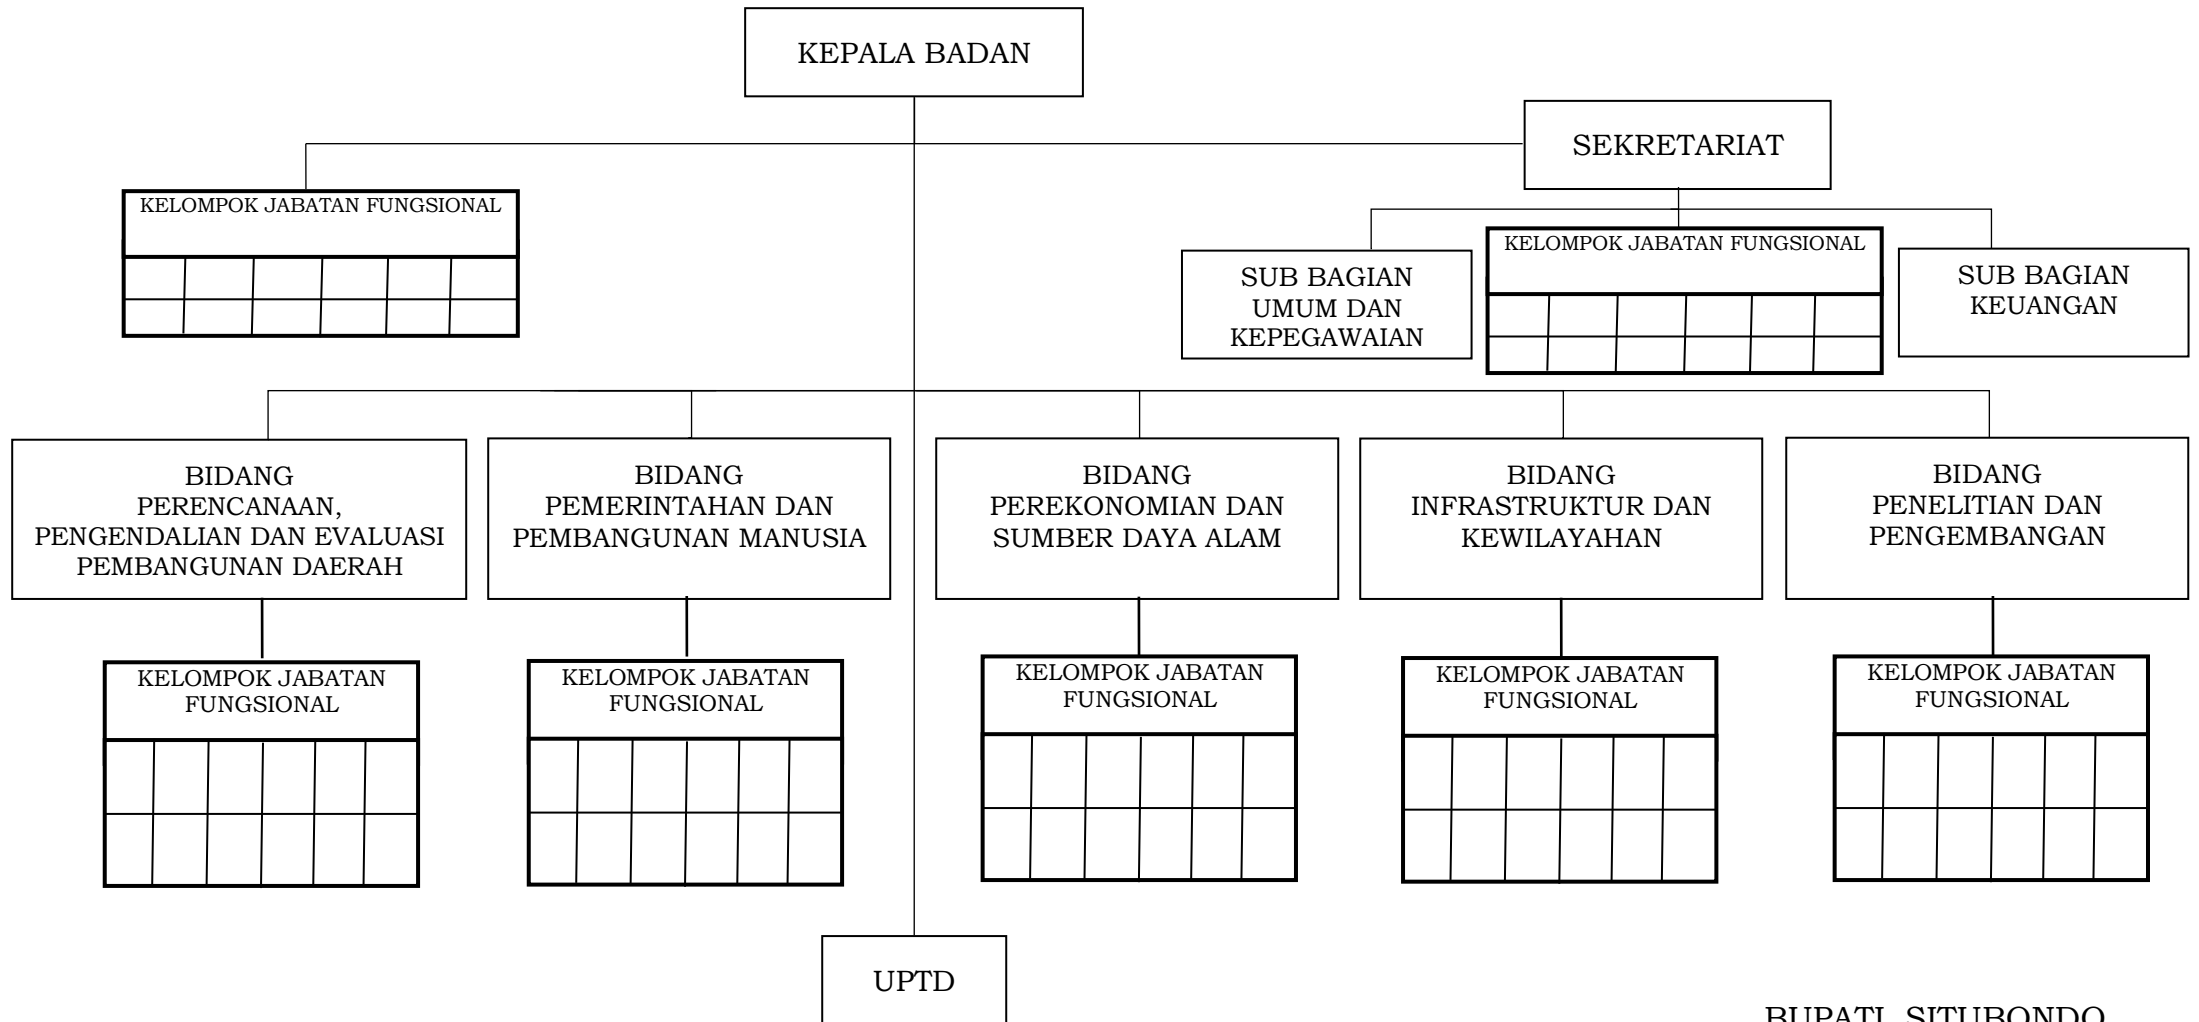 KEPALA BADAN
SEKRETARIAT
KELOMPOK JABATAN FUNGSIONAL
SUB BAGIAN
UMUM DAN
KEPEGAWAIAN
KELOMPOK JABATAN FUNGSIONAL
SUB BAGIAN
KEUANGAN
BIDANG
PERENCANAAN,
PENGENDALIAN DAN EVALUASI
PEMBANGUNAN DAERAH
BIDANG
PEMERINTAHAN DAN
PEMBANGUNAN MANUSIA
BIDANG
PEREKONOMIAN DAN
SUMBER DAYA ALAM
BIDANG
INFRASTRUKTUR DAN
KEWILAYAHAN
BIDANG
PENELITIAN DAN
PENGEMBANGAN
KELOMPOK JABATAN
FUNGSIONAL
KELOMPOK JABATAN
FUNGSIONAL
KELOMPOK JABATAN
FUNGSIONAL
KELOMPOK JABATAN
FUNGSIONAL
KELOMPOK JABATAN
FUNGSIONAL
UPTD
BUPATI SITUBONDO